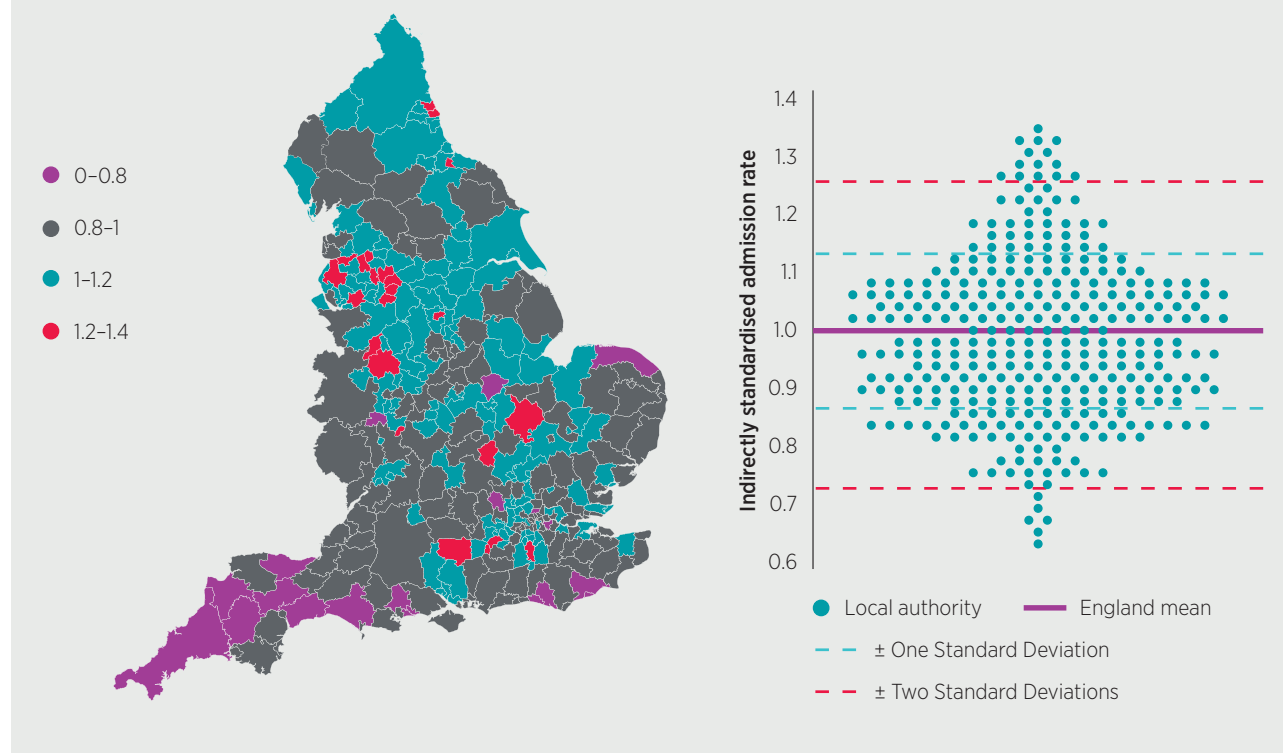 0–0.8
0.8–1
1–1.2
1.2–1.4
Indirectly standardised admission rate
1.4
1.3
1.2
1.1
1.0
0.9
0.8
0.7
0.6
Local authority
England mean
± One Standard Deviation
± Two Standard Deviations